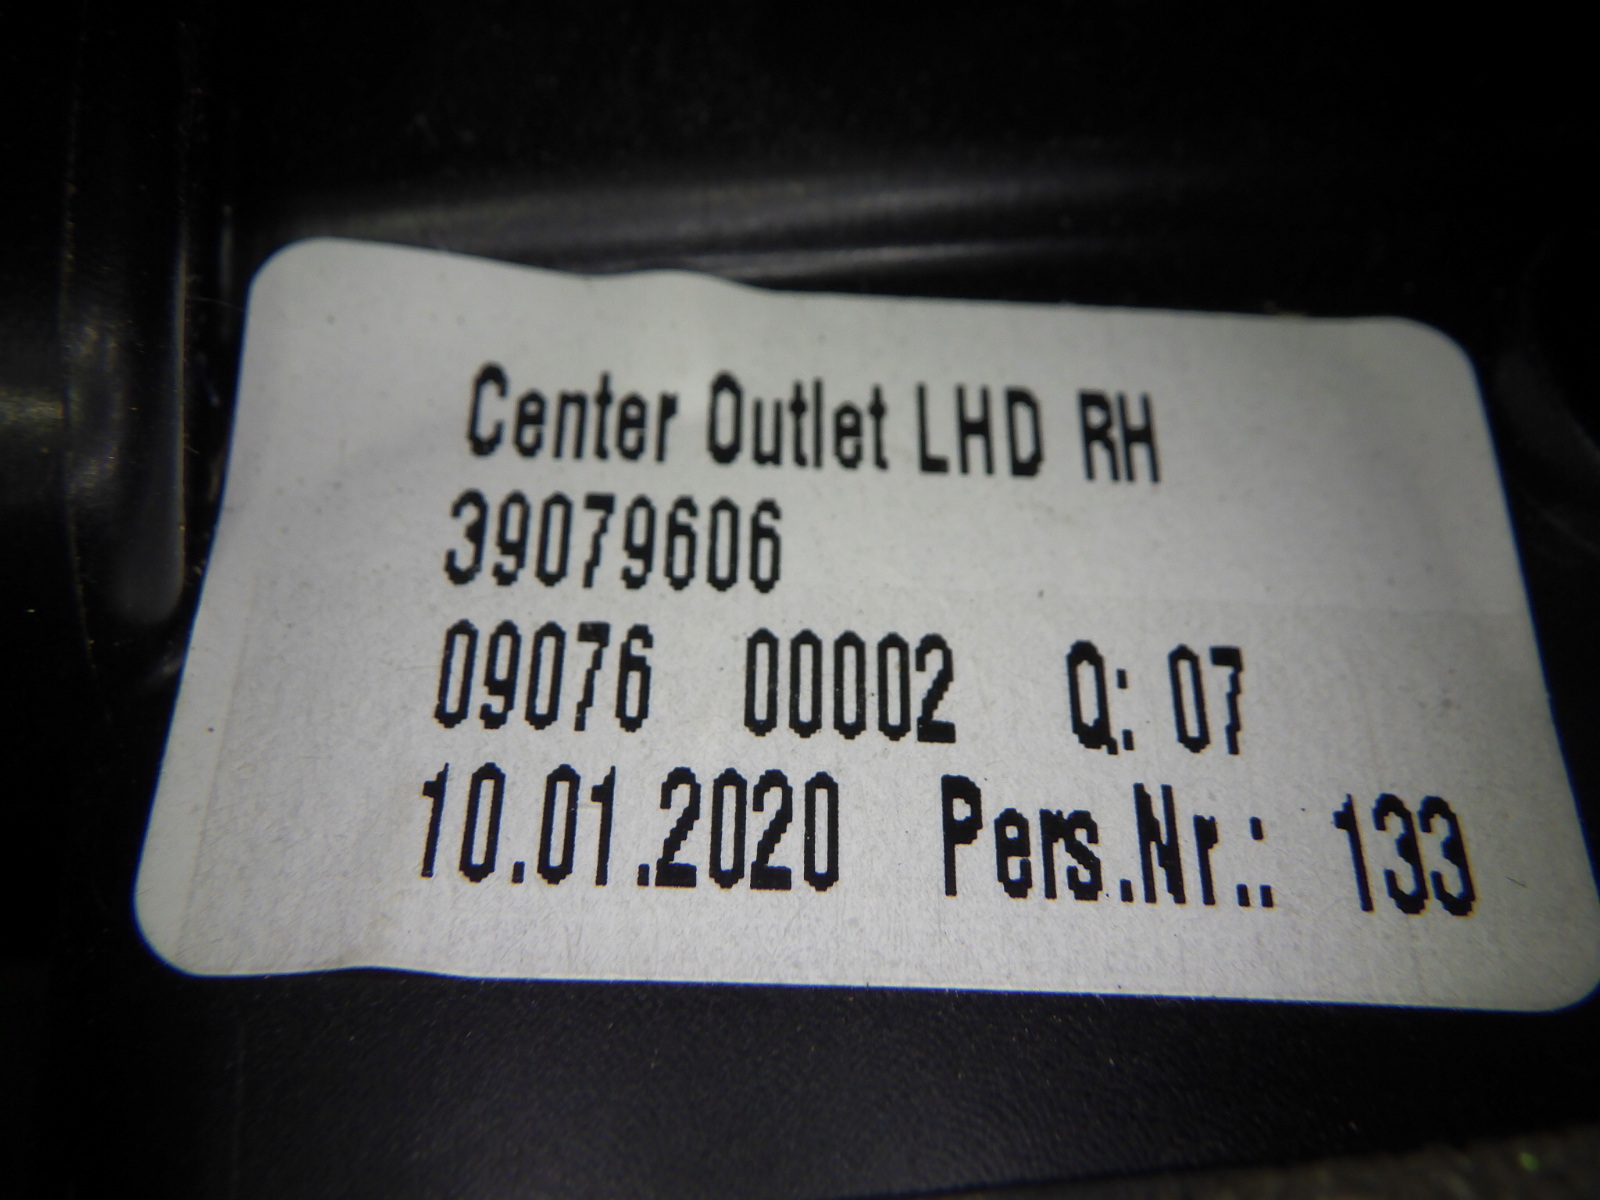 Center Outlet LHD RH
39079606
09076 00002 Q: 07
10.01.2020 Pers.Nr.: 133